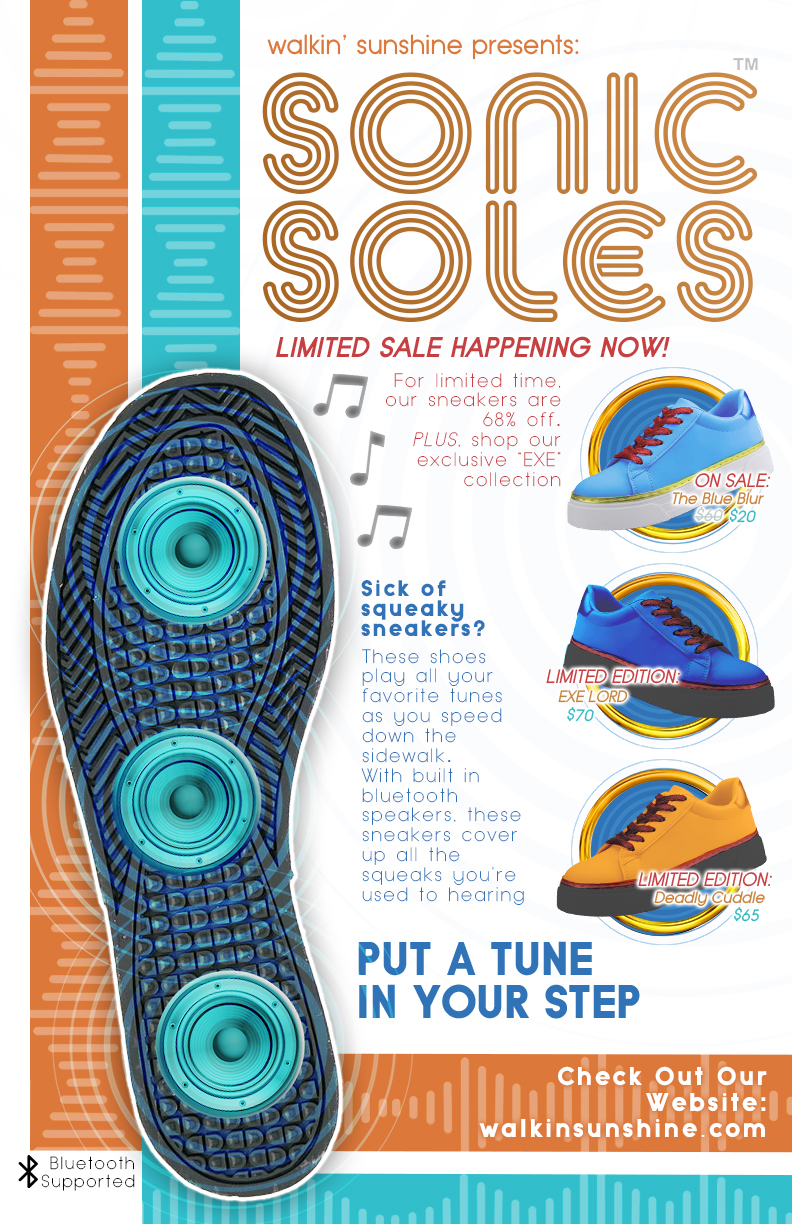 walkin' sunshine presents:
SONIC
SOLES
TM
LIMITED SALE HAPPENING NOW!
For limited time,
our sneakers are
68% off.
PLUS, shop our
exclusive "EXE"
collection
ON SALE:
The Blue Blur
$60 $20
Sick of
squeaky
sneakers?
These shoes
play all your
favorite tunes
as you speed
down the
sidewalk.
With built in
bluetooth
speakers, these
sneakers cover
up all the
squeaks you're
used to hearing
LIMITED EDITION:
EXE LORD
$70
LIMITED EDITION:
Deadly Cuddle
$65
PUT A TUNE
IN YOUR STEP
Check Out Our
Website:
walkinsunshine.com
Bluetooth
Supported